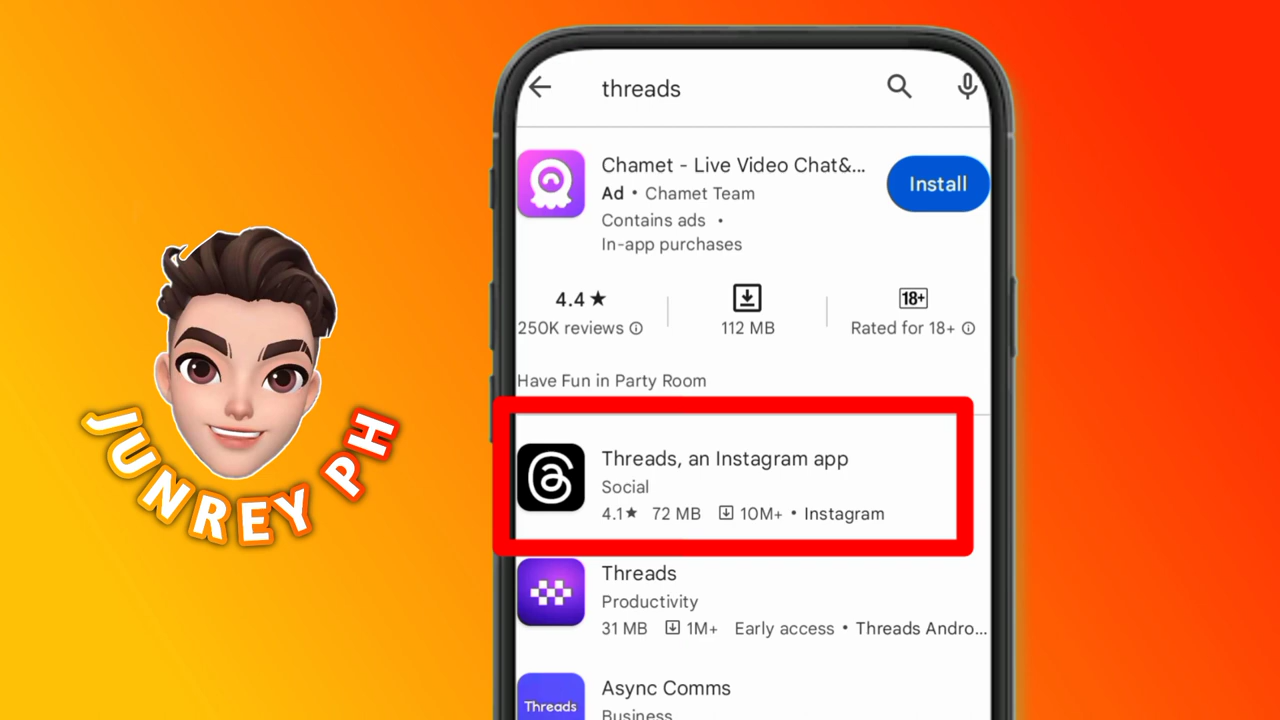 threads
Chamet - Live Video Chat&...
Ad • Chamet Team
Install
Contains ads •
In-app purchases
4.4★
18+
250K reviews
112 MB
Rated for 18+
Have Fun in Party Room
Threads, an Instagram app
Social
4.1★ 72 MB 10M+ • Instagram
Threads
Productivity
31 MB 1M+ Early access • Threads Andro...
Async Comms
Threads
Business
JUNREY PH